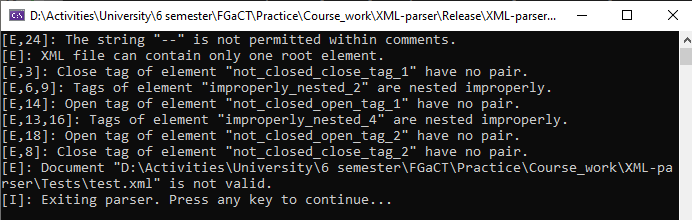 D:\Activities\University\6 semester\FGaCT\Practice\Course_work\XML-parser\Release\XML-parser...
[E,24]: The string "--" is not permitted within comments.
[E]: XML file can contain only one root element.
[E,3]: Close tag of element "not_closed_close_tag_1" have no pair.
[E,6,9]: Tags of element "improperly_nested_2" are nested improperly.
[E,14]: Open tag of element "not_closed_open_tag_1" have no pair.
[E,13,16]: Tags of element "improperly_nested_4" are nested improperly.
[E,18]: Open tag of element "not_closed_open_tag_2" have no pair.
[E,8]: Close tag of element "not_closed_close_tag_2" have no pair.
[E]: Document "D:\Activities\University\6 semester\FGaCT\Practice\Course_work\XML-pa
rser\Tests\test.xml" is not valid.
[I]: Exiting parser. Press any key to continue...